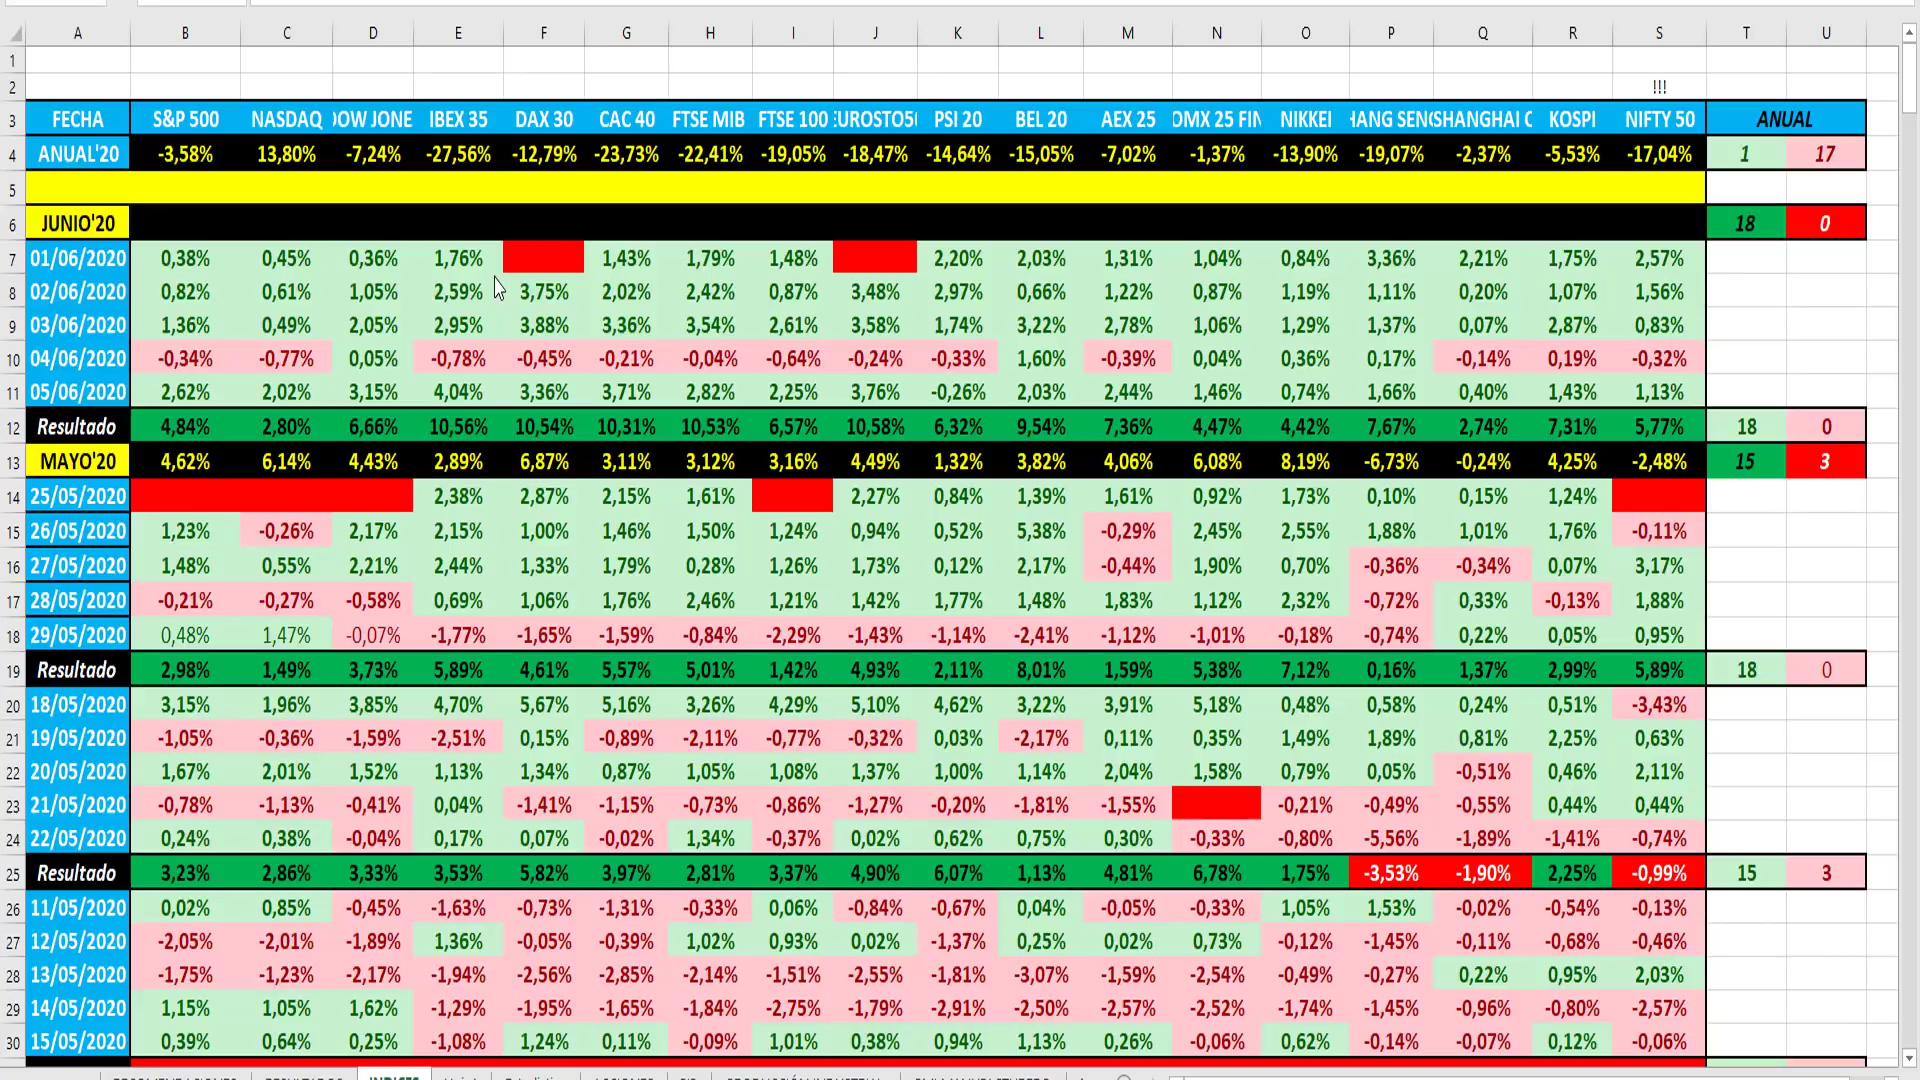 A B C D E F G H I J K L M N O P Q R S T U
1
2 !!!
3 FECHA S&P 500 NASDAQ DOW JONE IBEX 35 DAX 30 CAC 40 FTSE MIB FTSE 100 EUROSTO50 PSI 20 BEL 20 AEX 25 OMX 25 FIN NIKKEI HANG SENG SHANGHAI C KOSPI NIFTY 50 ANUAL
4 ANUAL'20 -3,58% 13,80% -7,24% -27,56% -12,79% -23,73% -22,41% -19,05% -18,47% -14,64% -15,05% -7,02% -1,37% -13,90% -19,07% -2,37% -5,53% -17,04% 1 17
5
6 JUNIO'20 18 0
7 01/06/2020 0,38% 0,45% 0,36% 1,76% 1,43% 1,79% 1,48% 2,20% 2,03% 1,31% 1,04% 0,84% 3,36% 2,21% 1,75% 2,57%
8 02/06/2020 0,82% 0,61% 1,05% 2,59% 3,75% 2,02% 2,42% 0,87% 3,48% 2,97% 0,66% 1,22% 0,87% 1,19% 1,11% 0,20% 1,07% 1,56%
9 03/06/2020 1,36% 0,49% 2,05% 2,95% 3,88% 3,36% 3,54% 2,61% 3,58% 1,74% 3,22% 2,78% 1,06% 1,29% 1,37% 0,07% 2,87% 0,83%
10 04/06/2020 -0,34% -0,77% 0,05% -0,78% -0,45% -0,21% -0,04% -0,64% -0,24% -0,33% 1,60% -0,39% 0,04% 0,36% 0,17% -0,14% 0,19% -0,32%
11 05/06/2020 2,62% 2,02% 3,15% 4,04% 3,36% 3,71% 2,82% 2,25% 3,76% -0,26% 2,03% 2,44% 1,46% 0,74% 1,66% 0,40% 1,43% 1,13%
12 Resultado 4,84% 2,80% 6,66% 10,56% 10,54% 10,31% 10,53% 6,57% 10,58% 6,32% 9,54% 7,36% 4,47% 4,42% 7,67% 2,74% 7,31% 5,77% 18 0
13 MAYO'20 4,62% 6,14% 4,43% 2,89% 6,87% 3,11% 3,12% 3,16% 4,49% 1,32% 3,82% 4,06% 6,08% 8,19% -6,73% -0,24% 4,25% -2,48% 15 3
14 25/05/2020 2,38% 2,87% 2,15% 1,61% 2,27% 0,84% 1,39% 1,61% 0,92% 1,73% 0,10% 0,15% 1,24%
15 26/05/2020 1,23% -0,26% 2,17% 2,15% 1,00% 1,46% 1,50% 1,24% 0,94% 0,52% 5,38% -0,29% 2,45% 2,55% 1,88% 1,01% 1,76% -0,11%
16 27/05/2020 1,48% 0,55% 2,21% 2,44% 1,33% 1,79% 0,28% 1,26% 1,73% 0,12% 2,17% -0,44% 1,90% 0,70% -0,36% -0,34% 0,07% 3,17%
17 28/05/2020 -0,21% -0,27% -0,58% 0,69% 1,06% 1,76% 2,46% 1,21% 1,42% 1,77% 1,48% 1,83% 1,12% 2,32% -0,72% 0,33% -0,13% 1,88%
18 29/05/2020 0,48% 1,47% -0,07% -1,77% -1,65% -1,59% -0,84% -2,29% -1,43% -1,14% -2,41% -1,12% -1,01% -0,18% -0,74% 0,22% 0,05% 0,95%
19 Resultado 2,98% 1,49% 3,73% 5,89% 4,61% 5,57% 5,01% 1,42% 4,93% 2,11% 8,01% 1,59% 5,38% 7,12% 0,16% 1,37% 2,99% 5,89% 18 0
20 18/05/2020 3,15% 1,96% 3,85% 4,70% 5,67% 5,16% 3,26% 4,29% 5,10% 4,62% 3,22% 3,91% 5,18% 0,48% 0,58% 0,24% 0,51% -3,43%
21 19/05/2020 -1,05% -0,36% -1,59% -2,51% 0,15% -0,89% -2,11% -0,77% -0,32% 0,03% -2,17% 0,11% 0,35% 1,49% 1,89% 0,81% 2,25% 0,63%
22 20/05/2020 1,67% 2,01% 1,52% 1,13% 1,34% 0,87% 1,05% 1,08% 1,37% 1,00% 1,14% 2,04% 1,58% 0,79% 0,05% -0,51% 0,46% 2,11%
23 21/05/2020 -0,78% -1,13% -0,41% 0,04% -1,41% -1,15% -0,73% -0,86% -1,27% -0,20% -1,81% -1,55% -0,21% -0,49% -0,55% 0,44% 0,44%
24 22/05/2020 0,24% 0,38% -0,04% 0,17% 0,07% -0,02% 1,34% -0,37% 0,02% 0,62% 0,75% 0,30% -0,33% -0,80% -5,56% -1,89% -1,41% -0,74%
25 Resultado 3,23% 2,86% 3,33% 3,53% 5,82% 3,97% 2,81% 3,37% 4,90% 6,07% 1,13% 4,81% 6,78% 1,75% -3,53% -1,90% 2,25% -0,99% 15 3
26 11/05/2020 0,02% 0,85% -0,45% -1,63% -0,73% -1,31% -0,33% 0,06% -0,84% -0,67% 0,04% -0,05% -0,33% 1,05% 1,53% -0,02% -0,54% -0,13%
27 12/05/2020 -2,05% -2,01% -1,89% 1,36% -0,05% -0,39% 1,02% 0,93% 0,02% -1,37% 0,25% 0,02% 0,73% -0,12% -1,45% -0,11% -0,68% -0,46%
28 13/05/2020 -1,75% -1,23% -2,17% -1,94% -2,56% -2,85% -2,14% -1,51% -2,55% -1,81% -3,07% -1,59% -2,54% -0,49% -0,27% 0,22% 0,95% 2,03%
29 14/05/2020 1,15% 1,05% 1,62% -1,29% -1,95% -1,65% -1,84% -2,75% -1,79% -2,91% -2,50% -2,57% -2,52% -1,74% -1,45% -0,96% -0,80% -2,57%
30 15/05/2020 0,39% 0,64% 0,25% -1,08% 1,24% 0,11% -0,09% 1,01% 0,38% 0,94% 1,13% 0,26% -0,06% 0,62% -0,14% -0,07% 0,12% -0,06%